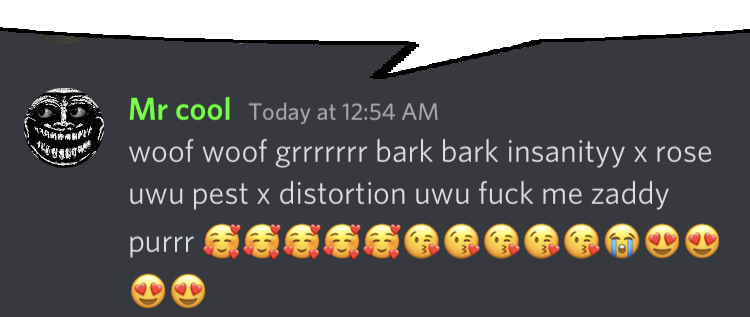 Mr cool Today at 12:54 AM
woof woof grrrrrrr bark bark insanityy x rose
uwu pest x distortion uwu fuck me zaddy
purrr 🥰🥰🥰🥰🥰😘😘😘😘😘😭😍😍
😍😍